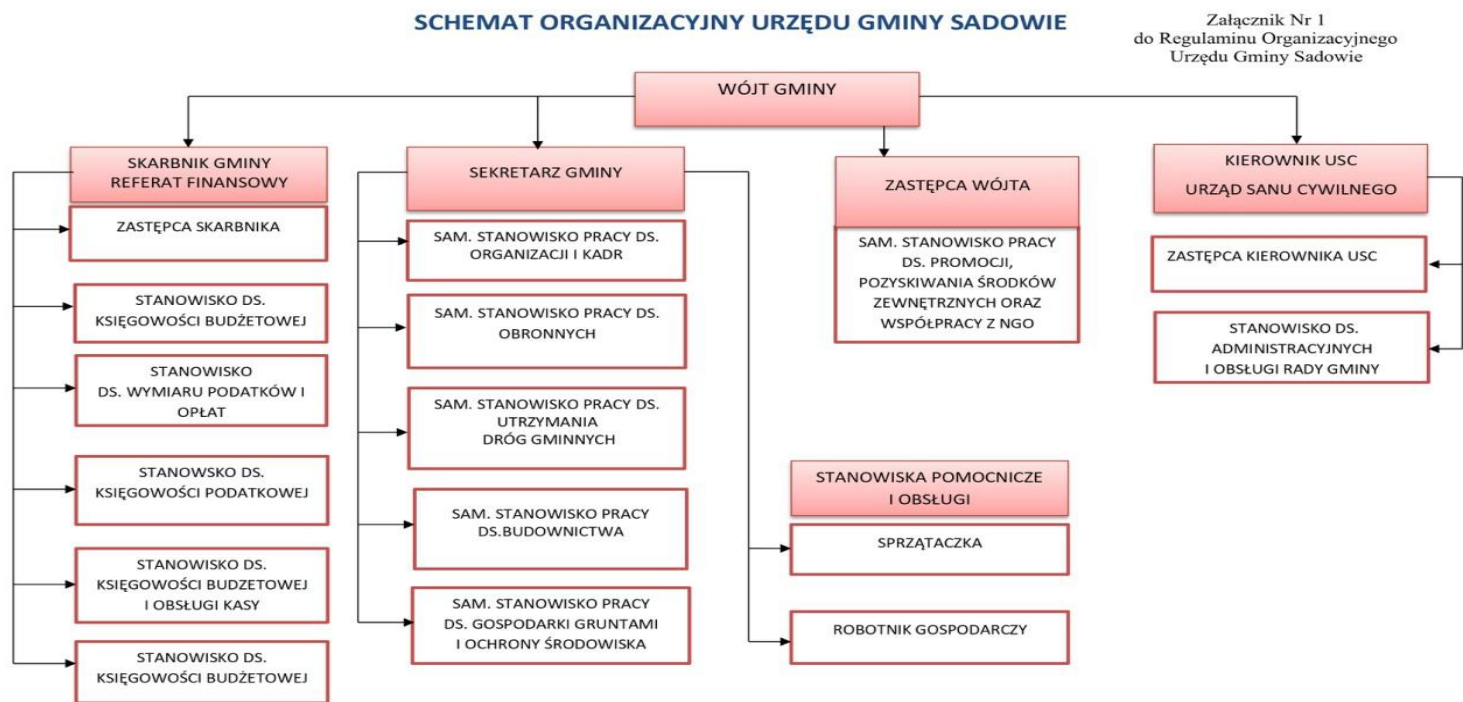 SCHEMAT ORGANIZACYJNY URZĘDU GMINY SADOWIE
Załącznik Nr 1
do Regulaminu Organizacyjnego
Urzędu Gminy Sadowie
WÓJT GMINY
SKARBNIK GMINY
REFERAT FINANSOWY
ZASTĘPCA SKARBNIKA
STANOWISKO DS.
KSIĘGOWOŚCI BUDŻETOWEJ
STANOWISKO
DS. WYMIARU PODATKÓW I
OPŁAT
STANOWSKO DS.
KSIĘGOWOŚCI PODATKOWEJ
STANOWISKO DS.
KSIĘGOWOŚCI BUDZETOWEJ
I OBSŁUGI KASY
STANOWISKO DS.
KSIĘGOWOŚCI BUDŻETOWEJ
SEKRETARZ GMINY
SAM. STANOWISKO PRACY DS.
ORGANIZACJI I KADR
SAM. STANOWISKO PRACY DS.
OBRONNYCH
SAM. STANOWISKO PRACY DS.
UTRZYMANIA
DRÓG GMINNYCH
SAM. STANOWISKO PRACY
DS.BUDOWNICTWA
SAM. STANOWISKO PRACY
DS. GOSPODARKI GRUNTAMI
I OCHRONY ŚRODOWISKA
ZASTĘPCA WÓJTA
SAM. STANOWISKO PRACY
DS. PROMOCJI,
POZYSKIWANIA ŚRODKÓW
ZEWNĘTRZNYCH ORAZ
WSPÓŁPRACY Z NGO
STANOWISKA POMOCNICZE
I OBSŁUGI
SPRZĄTACZKA
ROBOTNIK GOSPODARCZY
KIEROWNIK USC
URZĄD SANU CYWILNEGO
ZASTĘPCA KIEROWNIKA USC
STANOWISKO DS.
ADMINISTRACYJNYCH
I OBSŁUGI RADY GMINY